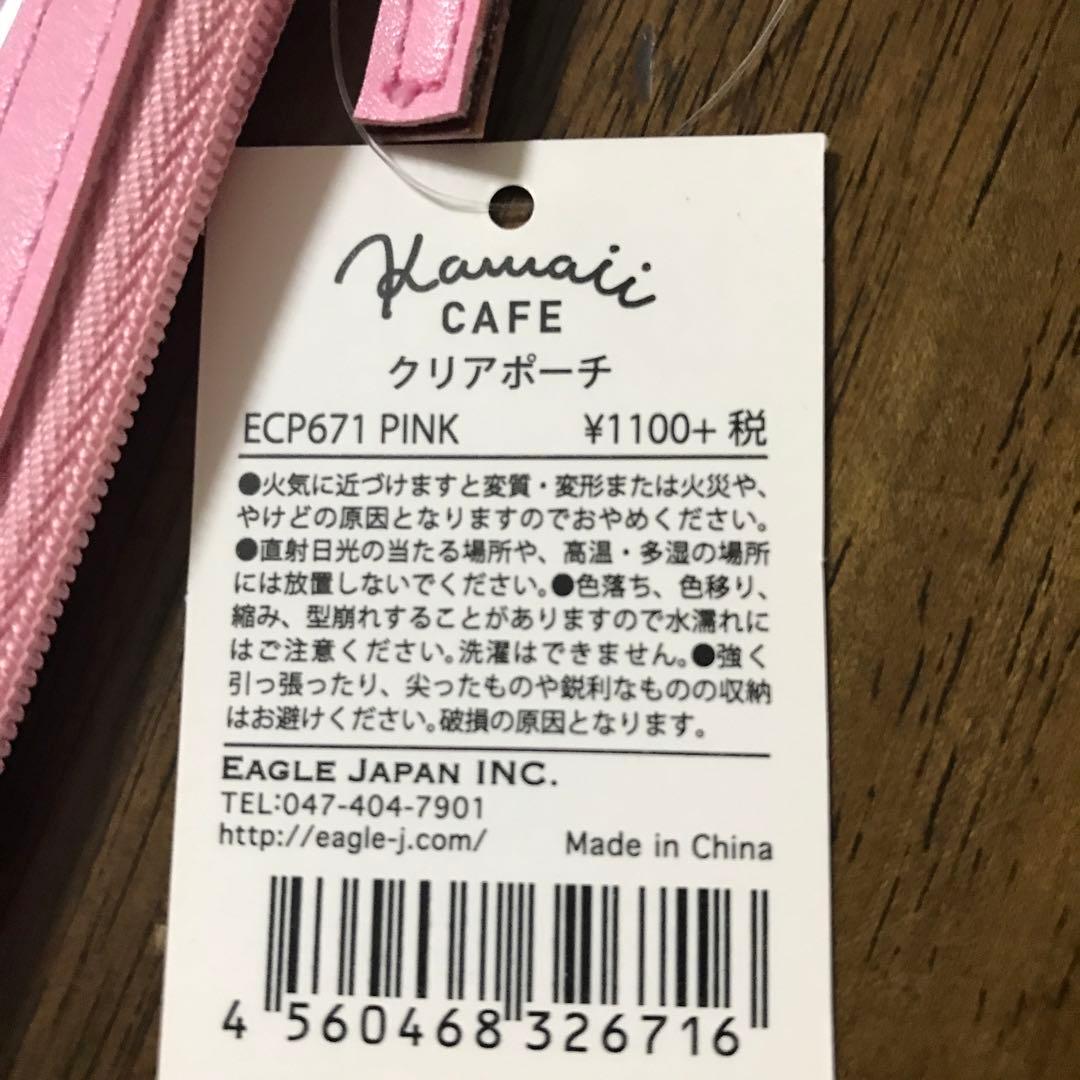 Kawaii
CAFE
クリアポーチ
ECP671 PINK ¥1100+ 税
●火気に近づけますと変質・変形または火災や、
やけどの原因となりますのでおやめください。
●直射日光の当たる場所や、高温・多湿の場所
には放置しないでください。●色落ち、色移り、
縮み、型崩れすることがありますので水濡れに
はご注意ください。洗濯はできません。●強く
引っ張ったり、尖ったものや鋭利なものの収納
はお避けください。破損の原因となります。
EAGLE JAPAN INC.
TEL:047-404-7901
http://eagle-j.com/ Made in China
4 560468 326716